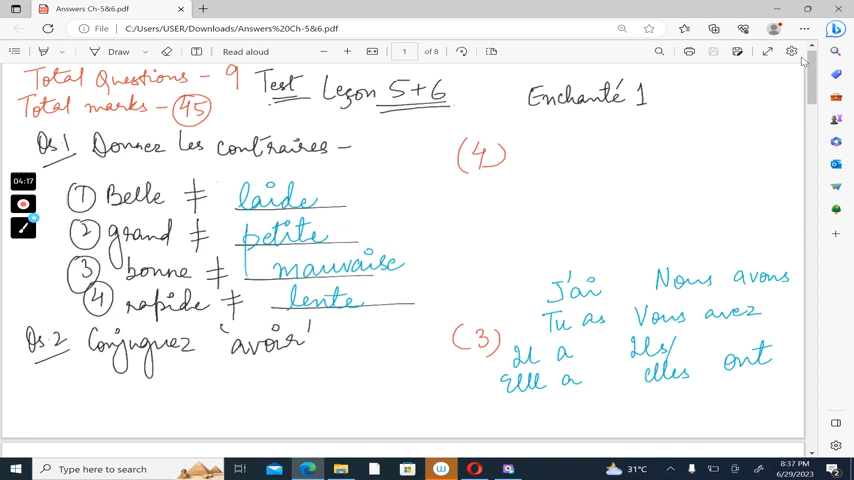 Answers Ch-5&6.pdf
File C:/Users/USER/Downloads/Answers%20Ch-5&6.pdf
Draw Read aloud 1 of 8
Total Questions - 9
Total marks - 45
Test Leçon 5+6
Enchanté 1
Qs.1 Donnez les contraires -
(4)
1 Belle ≠ laide
2 grand ≠ petite
3 bonne ≠ mauvaise
4 rapide ≠ lente
Qs.2 Conjuguez 'avoir'
(3)
J'ai Nous avons
Tu as Vous avez
Il a Ils/
Elle a elles ont
04:17
Type here to search
31°C
8:37 PM
6/29/2023
2